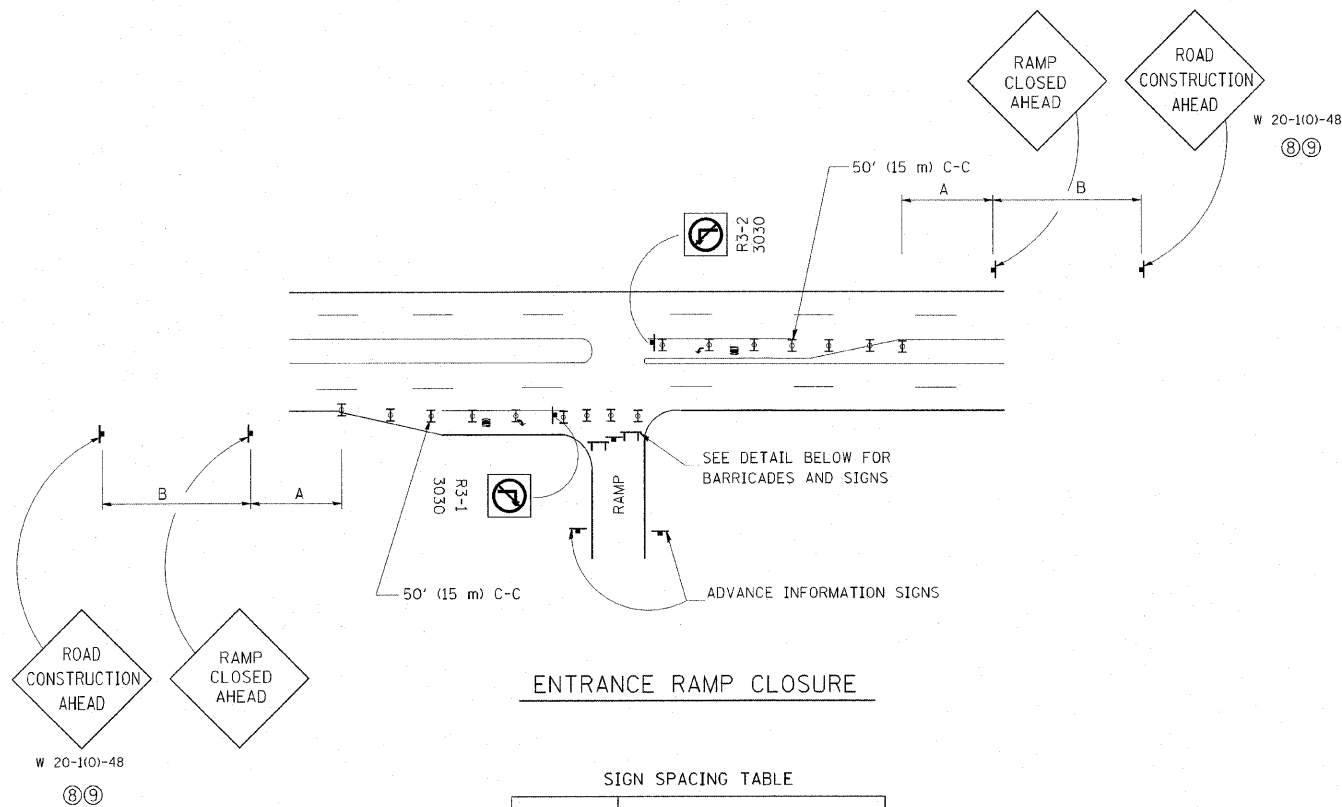 RAMP
CLOSED
AHEAD
ROAD
CONSTRUCTION
AHEAD
W 20-1(0)-48
⑧⑨
50' (15 m) C-C
A
B
R3-2
3030
SEE DETAIL BELOW FOR
BARRICADES AND SIGNS
B
A
R3-1
3030
RAMP
50' (15 m) C-C
ADVANCE INFORMATION SIGNS
ROAD
CONSTRUCTION
AHEAD
RAMP
CLOSED
AHEAD
W 20-1(0)-48
⑧⑨
ENTRANCE RAMP CLOSURE
SIGN SPACING TABLE